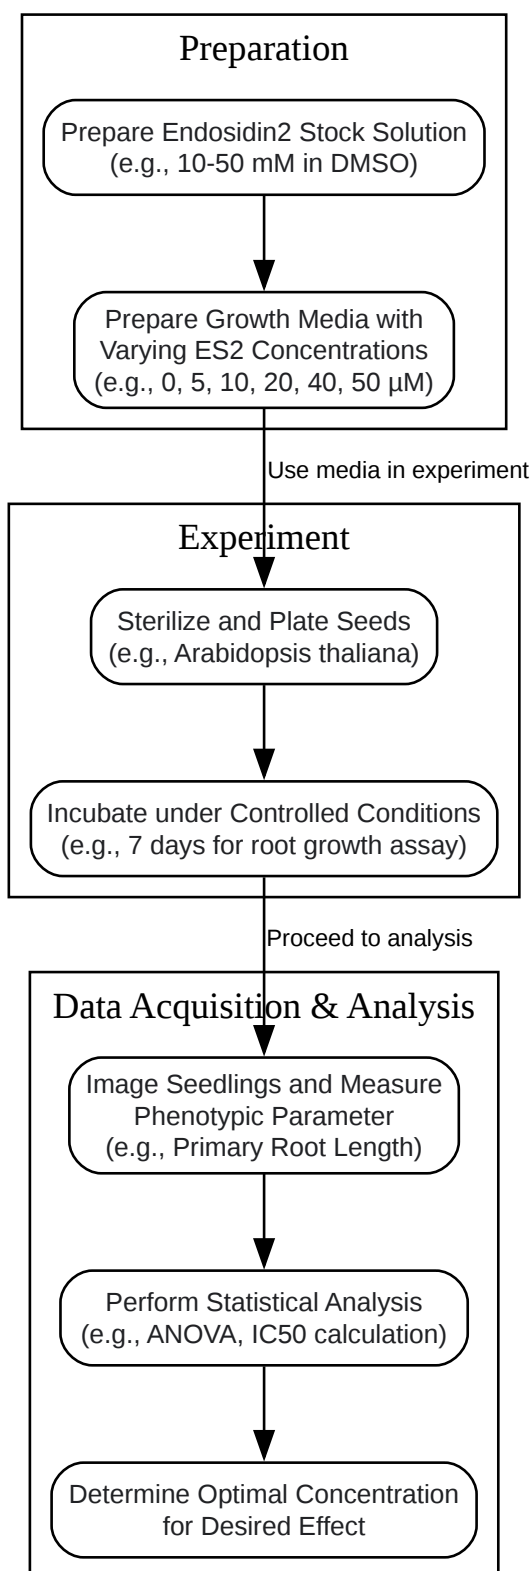 Preparation
Prepare Endosidin2 Stock Solution
(e.g., 10-50 mM in DMSO)
Prepare Growth Media with
Varying ES2 Concentrations
(e.g., 0, 5, 10, 20, 40, 50 µM)
Use media in experiment
Experiment
Sterilize and Plate Seeds
(e.g., Arabidopsis thaliana)
Incubate under Controlled Conditions
(e.g., 7 days for root growth assay)
Proceed to analysis
Data Acquisition & Analysis
Image Seedlings and Measure
Phenotypic Parameter
(e.g., Primary Root Length)
Perform Statistical Analysis
(e.g., ANOVA, IC50 calculation)
Determine Optimal Concentration
for Desired Effect